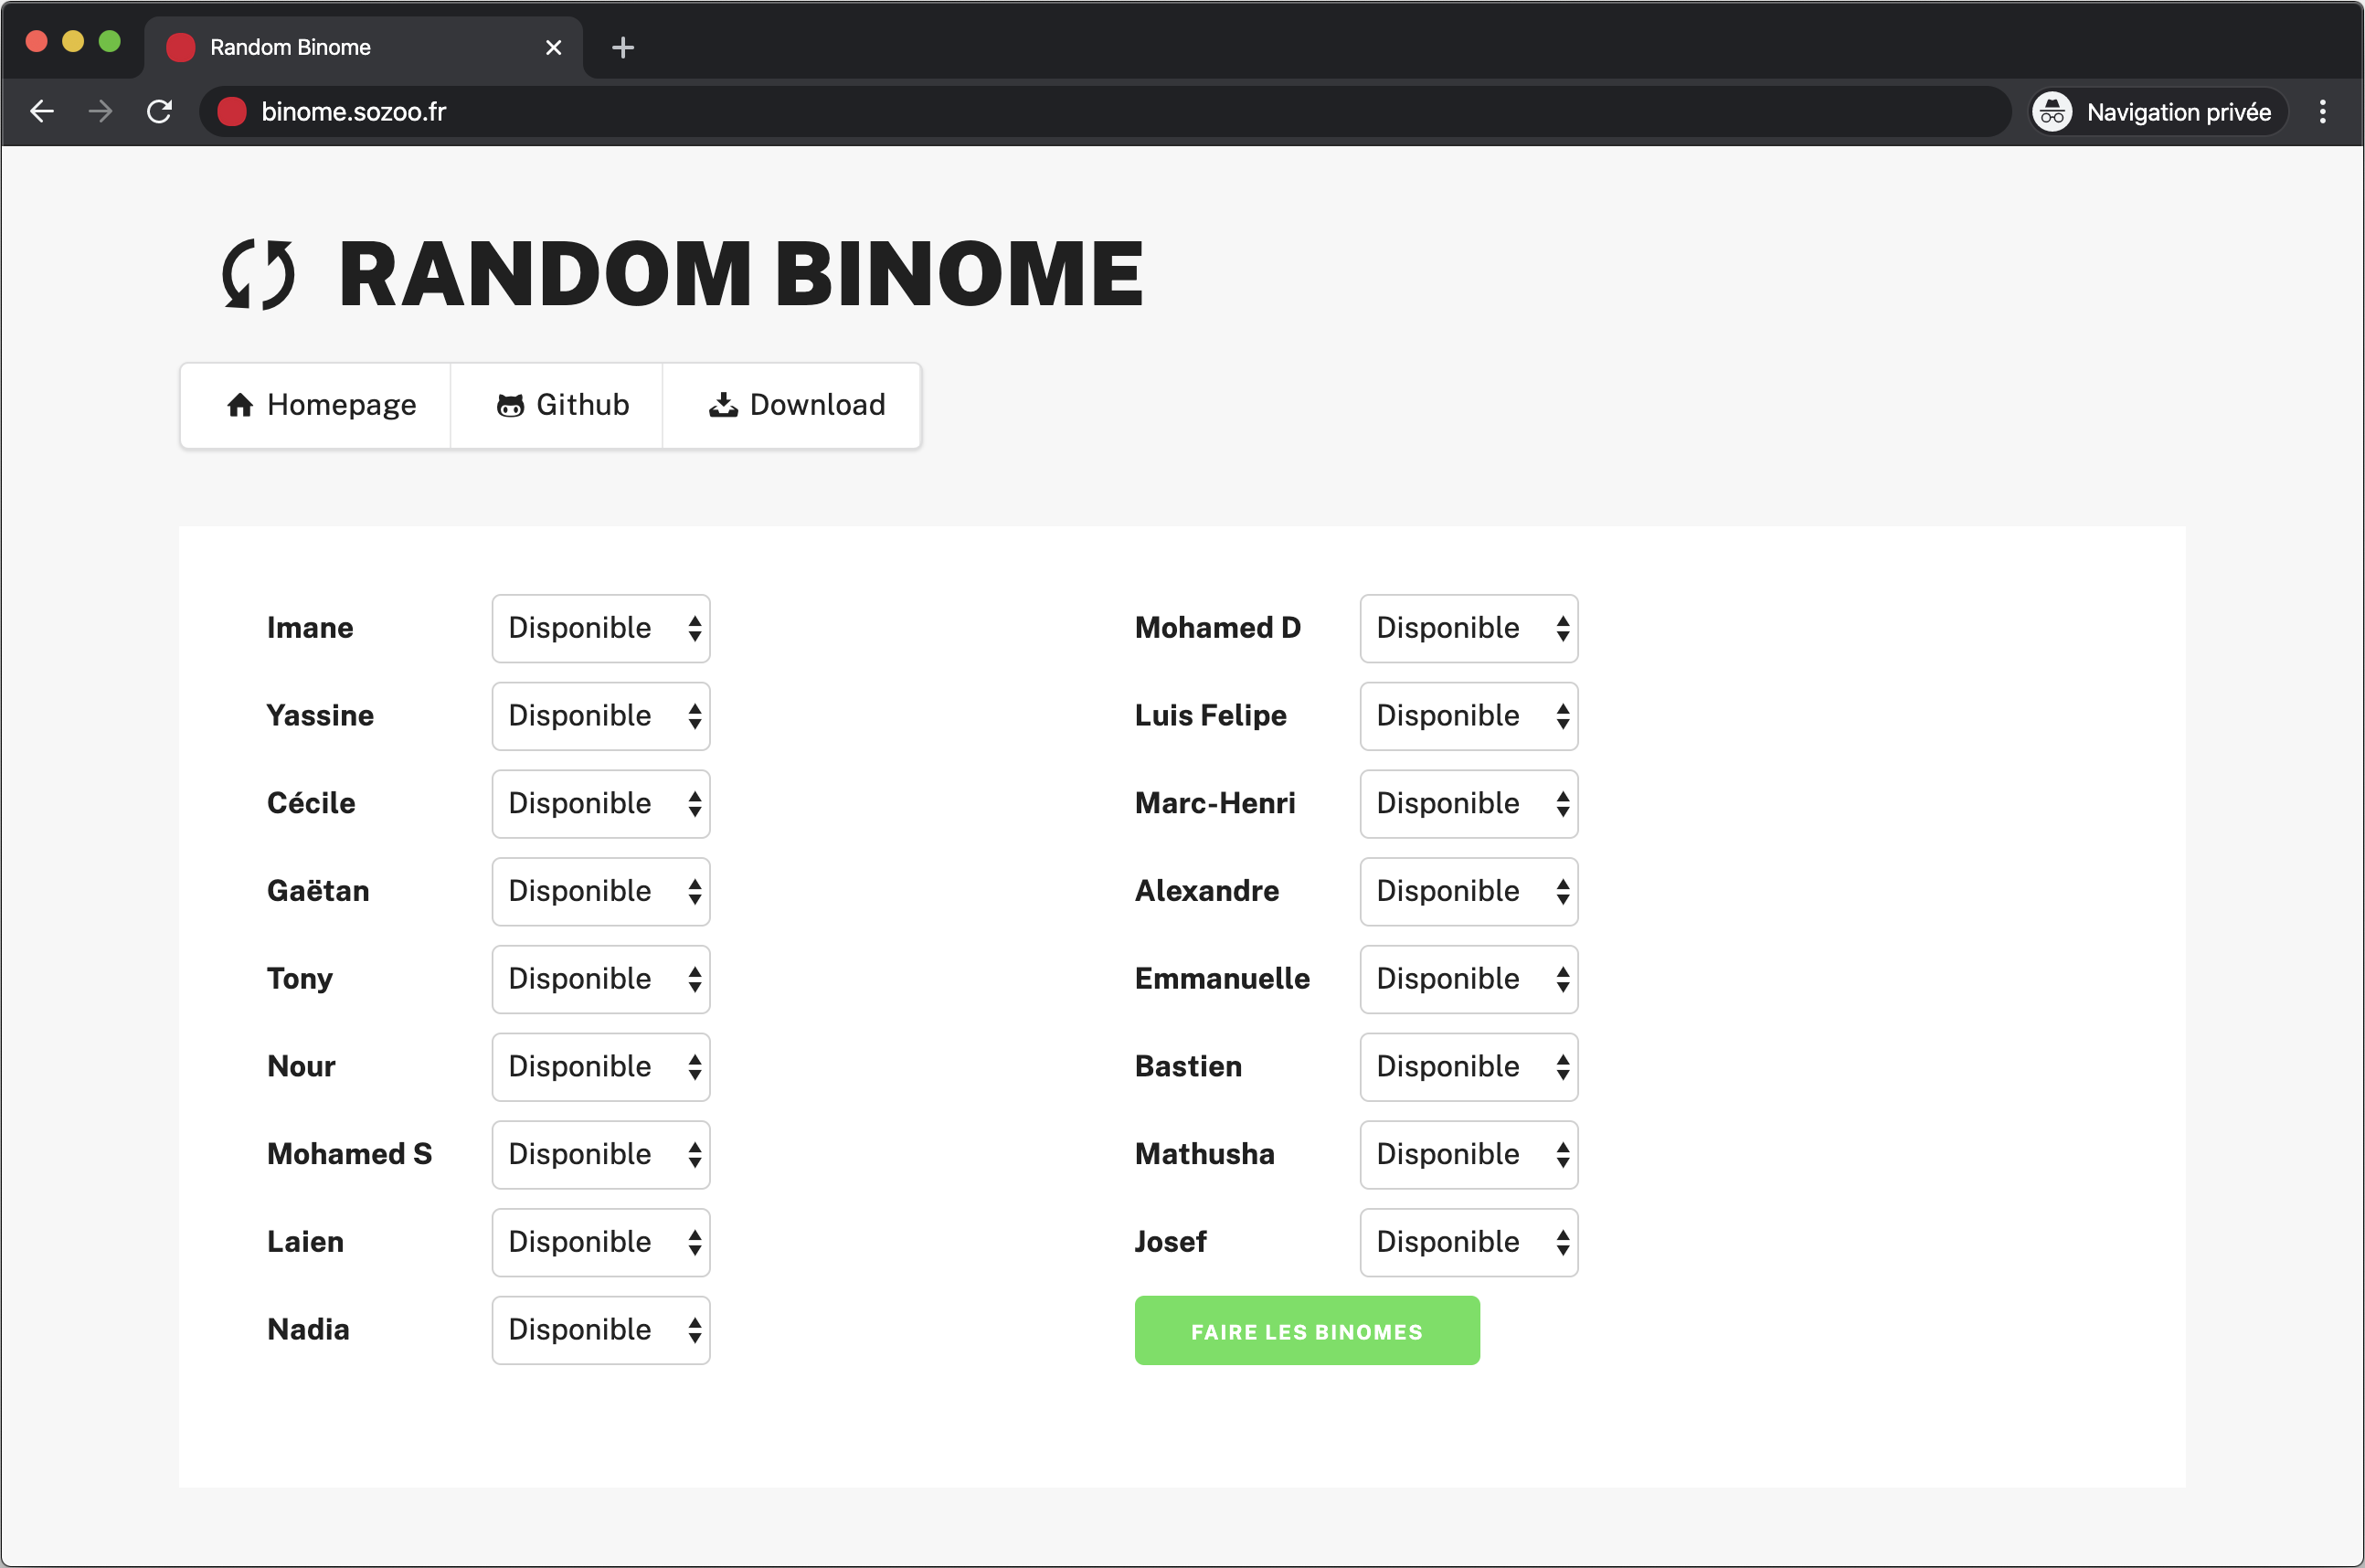 Random Binome
binome.sozoo.fr
Navigation privée
RANDOM BINOME
Homepage Github Download
Imane Disponible Mohamed D Disponible
Yassine Disponible Luis Felipe Disponible
Cécile Disponible Marc-Henri Disponible
Gaëtan Disponible Alexandre Disponible
Tony Disponible Emmanuelle Disponible
Nour Disponible Bastien Disponible
Mohamed S Disponible Mathusha Disponible
Laien Disponible Josef Disponible
Nadia Disponible FAIRE LES BINOMES